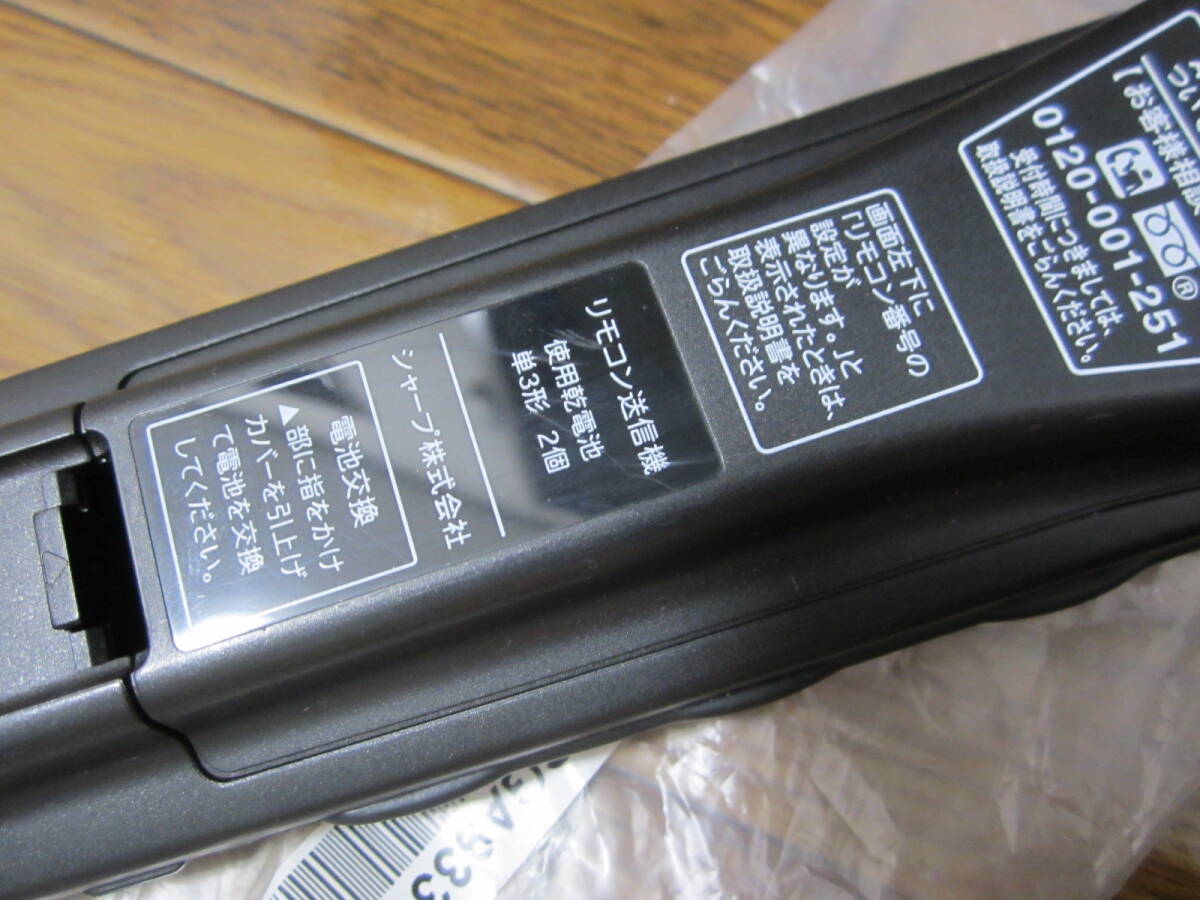 0120-001-251
®
受付時間につきましては、
取扱説明書をごらんください。
画面左下に
「リモコン番号の
設定が
異なります。」と
表示されたときは、
取扱説明書を
ごらんください。
リモコン送信機
使用乾電池
単3形 2個
シャープ株式会社
電池交換
▲部に指をかけ
カバーを引上げ
て電池を交換
してください。